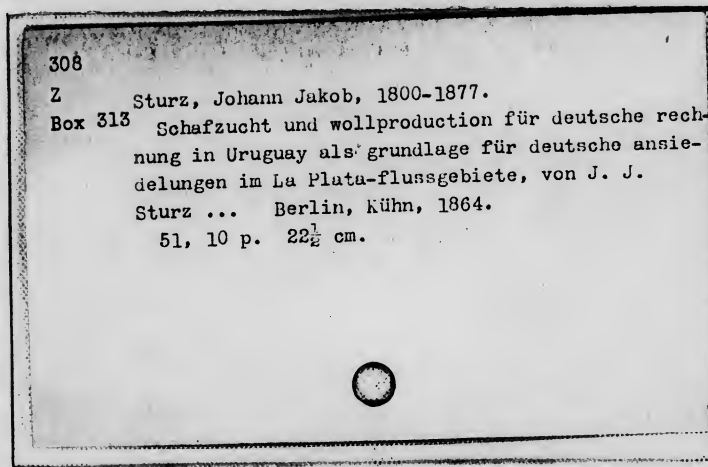 308
Z Sturz, Johann Jakob, 1800-1877.
Box 313 Schafzucht und wollproduction für deutsche rech-
nung in Uruguay als grundlage für deutsche ansie-
delungen im La Plata-flussgebiete, von J. J.
Sturz ... Berlin, Kühn, 1864.
51, 10 p. 22½ cm.